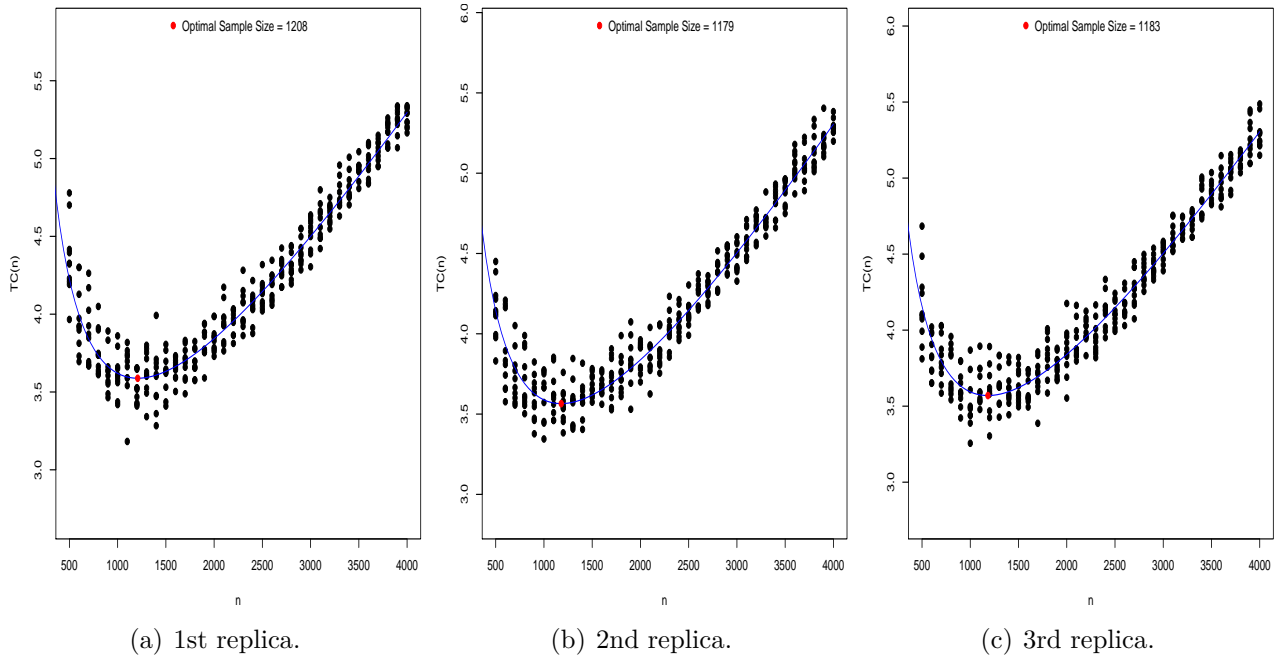 Optimal Sample Size = 1208
TC(n)
5.5
5.0
4.5
4.0
3.5
3.0
500 1000 1500 2000 2500 3000 3500 4000
n
(a) 1st replica.
Optimal Sample Size = 1179
TC(n)
6.0
5.5
5.0
4.5
4.0
3.5
3.0
500 1000 1500 2000 2500 3000 3500 4000
n
(b) 2nd replica.
Optimal Sample Size = 1183
TC(n)
6.0
5.5
5.0
4.5
4.0
3.5
3.0
500 1000 1500 2000 2500 3000 3500 4000
n
(c) 3rd replica.